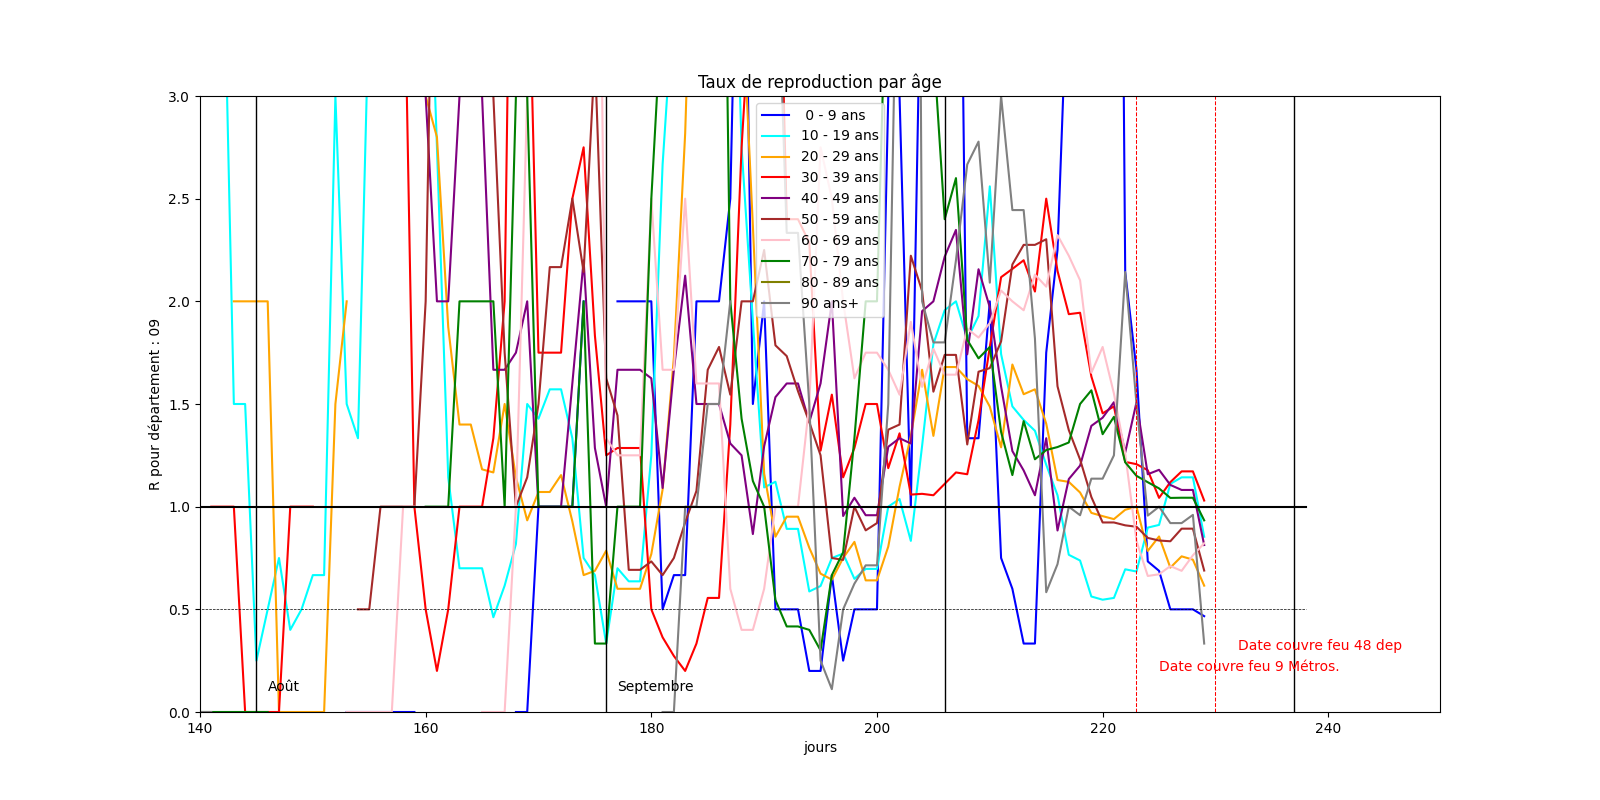 Taux de reproduction par âge
3.0
2.5
2.0
1.5
1.0
0.5
0.0
R pour département : 09
0 - 9 ans
10 - 19 ans
20 - 29 ans
30 - 39 ans
40 - 49 ans
50 - 59 ans
60 - 69 ans
70 - 79 ans
80 - 89 ans
90 ans+
Date couvre feu 48 dep
Date couvre feu 9 Métros.
Août
Septembre
140
160
180
200
220
240
jours